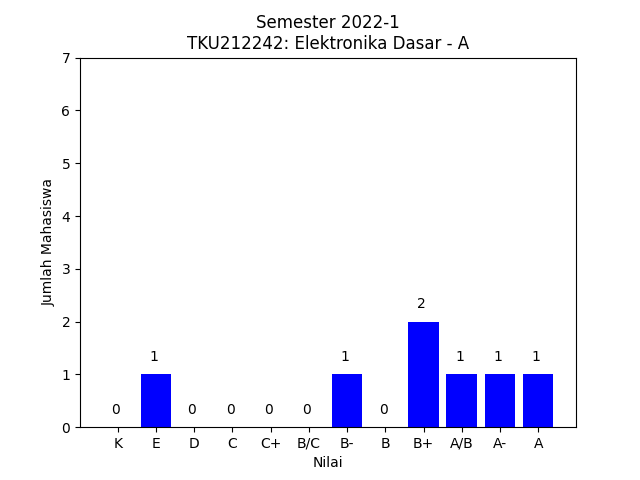 Semester 2022-1
TKU212242: Elektronika Dasar - A
7
6
5
4
3
2
1
0
Jumlah Mahasiswa
0 1 0 0 0 0 1 0 2 1 1 1
K E D C C+ B/C B- B B+ A/B A- A
Nilai